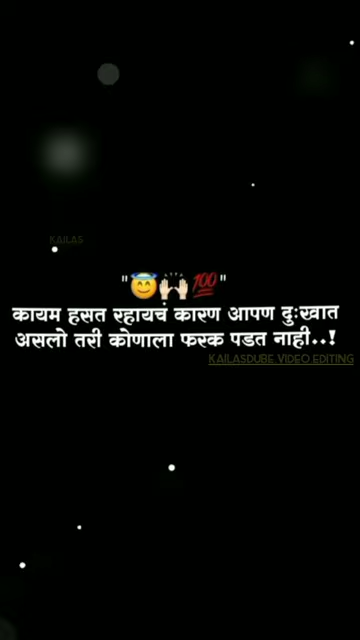 KAILAS
"😇🙌🏻💯"
कायम हसत रहायचं कारण आपण दुःखात
असलो तरी कोणाला फरक पडत नाही..!
KAILASDUBE VIDEO EDITING